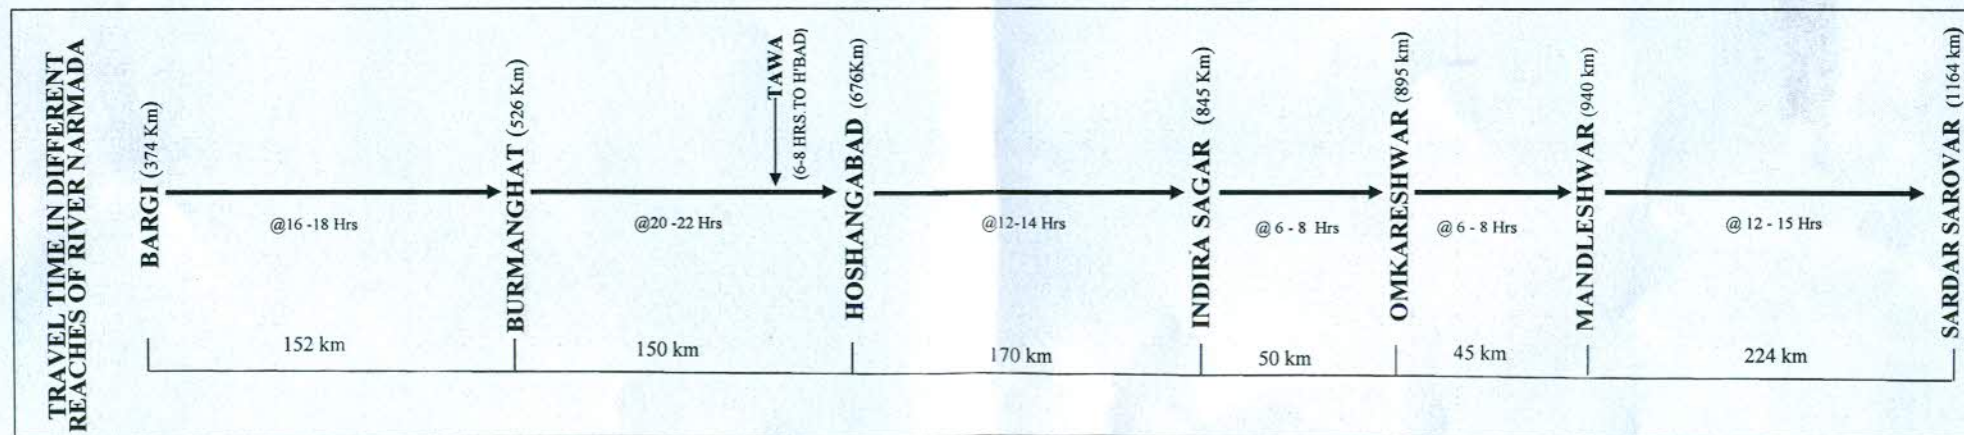 TRAVEL TIME IN DIFFERENT
REACHES OF RIVER NARMADA
BARGI (374 Km)
@16 -18 Hrs
BURMANGHAT (526 Km)
@20 -22 Hrs
TAWA
(6-8 HRS. TO H'BAD)
HOSHANGABAD (676Km)
@12-14 Hrs
INDIRA SAGAR (845 Km)
@ 6 - 8 Hrs
OMKARESHWAR (895 km)
@ 6 - 8 Hrs
MANDLESHWAR (940 km)
@ 12 - 15 Hrs
SARDAR SAROVAR (1164 km)
152 km
150 km
170 km
50 km
45 km
224 km